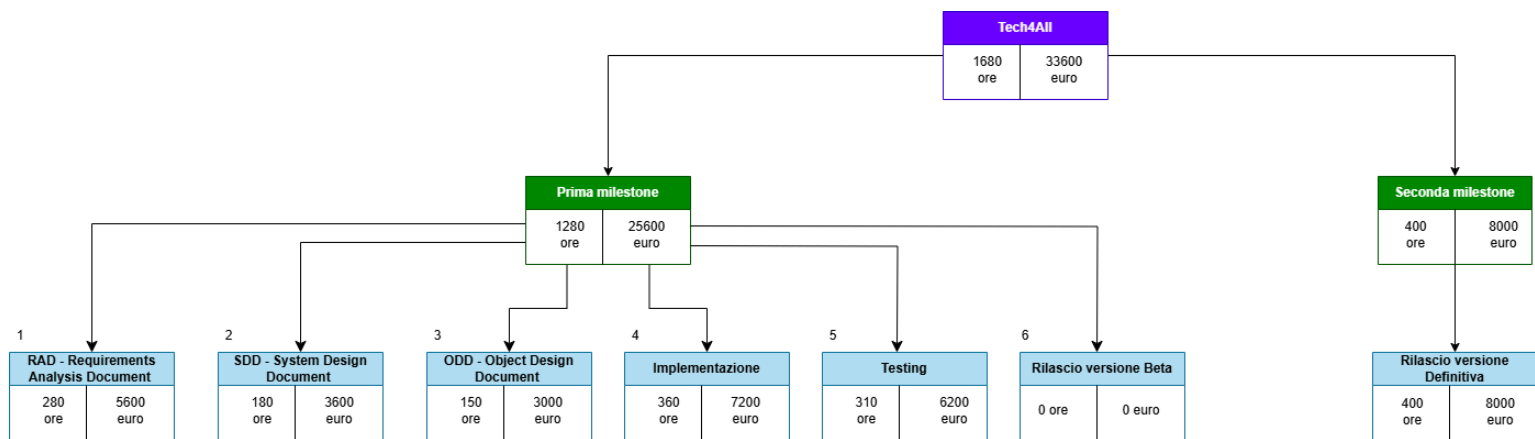 Tech4All
1680
ore
33600
euro
Prima milestone
1280
ore
25600
euro
Seconda milestone
400
ore
8000
euro
1
RAD - Requirements
Analysis Document
280
ore
5600
euro
2
SDD - System Design
Document
180
ore
3600
euro
3
ODD - Object Design
Document
150
ore
3000
euro
4
Implementazione
360
ore
7200
euro
5
Testing
310
ore
6200
euro
6
Rilascio versione Beta
0 ore
0 euro
Rilascio versione
Definitiva
400
ore
8000
euro